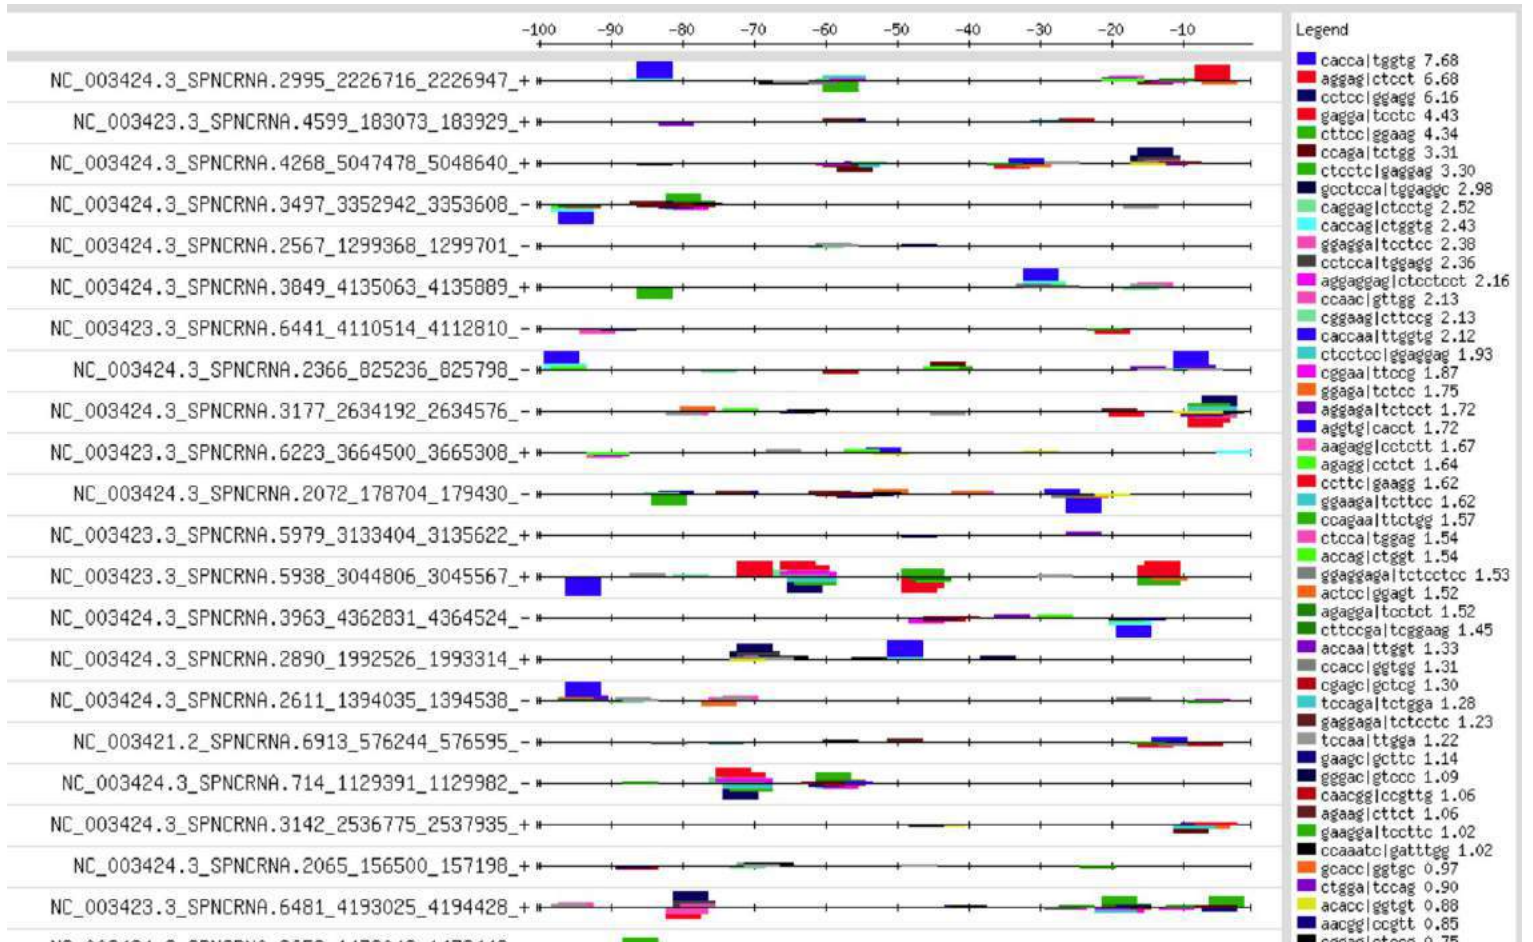 -100 -90 -80 -70 -60 -50 -40 -30 -20 -10
NC_003424.3_SPNCRNA.2995_2226716_2226947_+
NC_003423.3_SPNCRNA.4599_183073_183929_+
NC_003424.3_SPNCRNA.4268_5047478_5048640_+
NC_003424.3_SPNCRNA.3497_3352942_3353608_-
NC_003424.3_SPNCRNA.2567_1299368_1299701_-
NC_003424.3_SPNCRNA.3849_4135063_4135889_+
NC_003423.3_SPNCRNA.6441_4110514_4112810_-
NC_003424.3_SPNCRNA.2366_825236_825798_-
NC_003424.3_SPNCRNA.3177_2634192_2634576_-
NC_003423.3_SPNCRNA.6223_3664500_3665308_+
NC_003424.3_SPNCRNA.2072_178704_179430_-
NC_003423.3_SPNCRNA.5979_3133404_3135622_+
NC_003423.3_SPNCRNA.5938_3044806_3045567_+
NC_003424.3_SPNCRNA.3963_4362831_4364524_-
NC_003424.3_SPNCRNA.2890_1992526_1993314_+
NC_003424.3_SPNCRNA.2611_1394035_1394538_-
NC_003421.2_SPNCRNA.6913_576244_576595_-
NC_003424.3_SPNCRNA.714_1129391_1129982_-
NC_003424.3_SPNCRNA.3142_2536775_2537935_+
NC_003424.3_SPNCRNA.2065_156500_157198_+
NC_003423.3_SPNCRNA.6481_4193025_4194428_+
Legend
cacca|tggtg 7.68
aggag|ctcct 6.68
cctcc|ggagg 6.16
gagga|tcctc 4.43
cttcc|ggaag 4.34
ccaga|tctgg 3.31
ctcctc|gaggag 3.30
gcctcca|tggaggc 2.98
caggag|ctcctg 2.52
caccag|ctggtg 2.43
ggagga|tcctcc 2.38
cctcca|tggagg 2.36
aggaggag|ctcctcct 2.16
ccaac|gttgg 2.13
cggaag|cttccg 2.13
caccaa|ttggtg 2.12
ctcctcc|ggaggag 1.93
cggaa|ttccg 1.87
ggaga|tctcc 1.75
aggaga|tctcct 1.72
aggtg|cacct 1.72
aagagg|cctctt 1.67
agagg|cctct 1.64
ccttc|gaagg 1.62
ggaaga|tcttcc 1.62
ccagaa|ttctgg 1.57
ctcca|tggag 1.54
accag|ctggt 1.54
ggaggaga|tctcctcc 1.53
actcc|ggagt 1.52
agagga|tcctct 1.52
cttccga|tcggaag 1.45
accaa|ttggt 1.33
ccacc|ggtgg 1.31
cgagc|gctcg 1.30
tccaga|tctgga 1.28
gaggaga|tctcctc 1.23
tccaa|ttgga 1.22
gaagc|gcttc 1.14
gggac|gtccc 1.09
caacgg|ccgttg 1.06
agaag|cttct 1.06
gaagga|tccttc 1.02
ccaaatc|gatttgg 1.02
gcacc|ggtgc 0.97
ctgga|tccag 0.90
acacc|ggtgt 0.88
aacgg|ccgtt 0.85